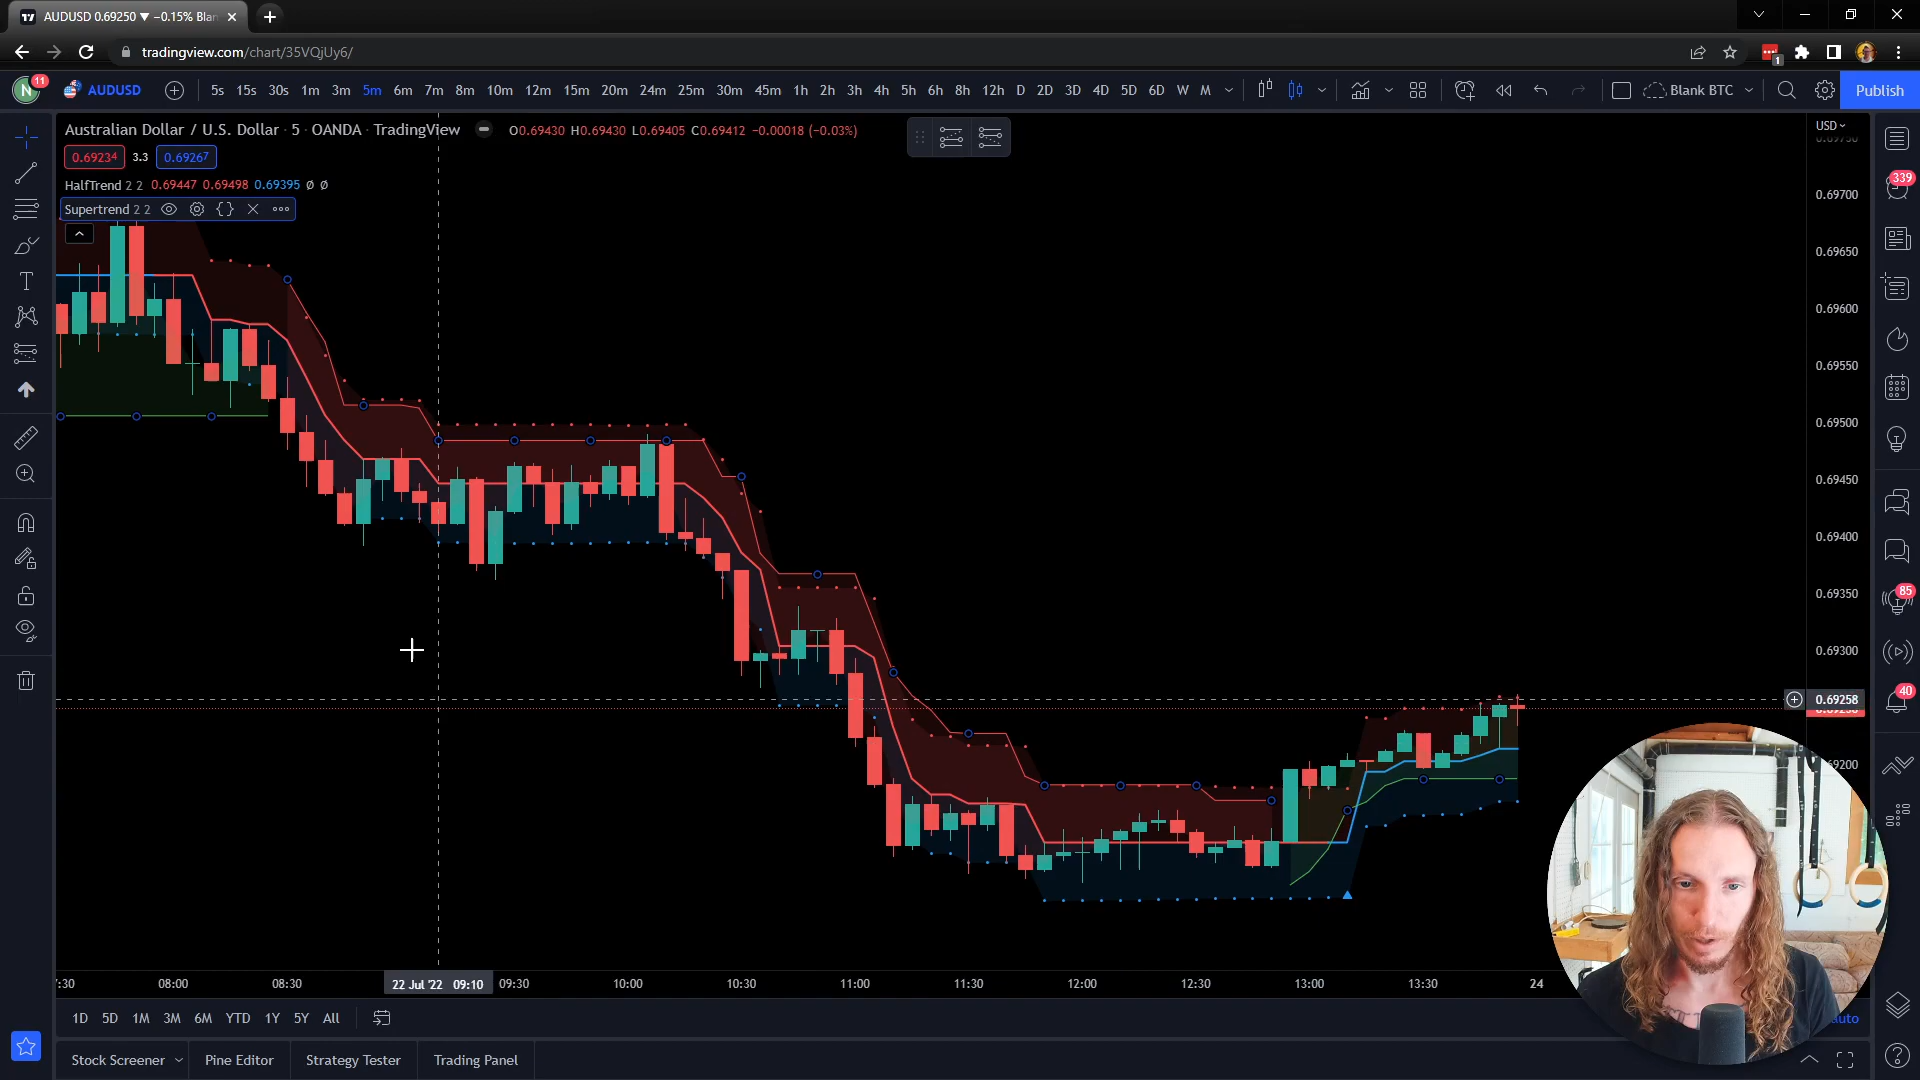 AUDUSD 0.69250 ▼ −0.15% Blan
tradingview.com/chart/35VQjUy6/
1
N 11 AUDUSD 5s 15s 30s 1m 3m 5m 6m 7m 8m 10m 12m 15m 20m 24m 25m 30m 45m 1h 2h 3h 4h 5h 6h 8h 12h D 2D 3D 4D 5D 6D W M Blank BTC Publish
Australian Dollar / U.S. Dollar · 5 · OANDA · TradingView O0.69430 H0.69430 L0.69405 C0.69412 −0.00018 (−0.03%)
USD
0.69234 3.3 0.69267
HalfTrend 2 2 0.69447 0.69498 0.69395 Ø Ø
Supertrend 2 2
0.69700
0.69650
0.69600
0.69550
0.69500
0.69450
0.69400
0.69350
0.69300
0.69258
69200
339
85
40
:30 08:00 08:30 22 Jul '22 09:10 09:30 10:00 10:30 11:00 11:30 12:00 12:30 13:00 13:30 24
1D 5D 1M 3M 6M YTD 1Y 5Y All auto
Stock Screener Pine Editor Strategy Tester Trading Panel